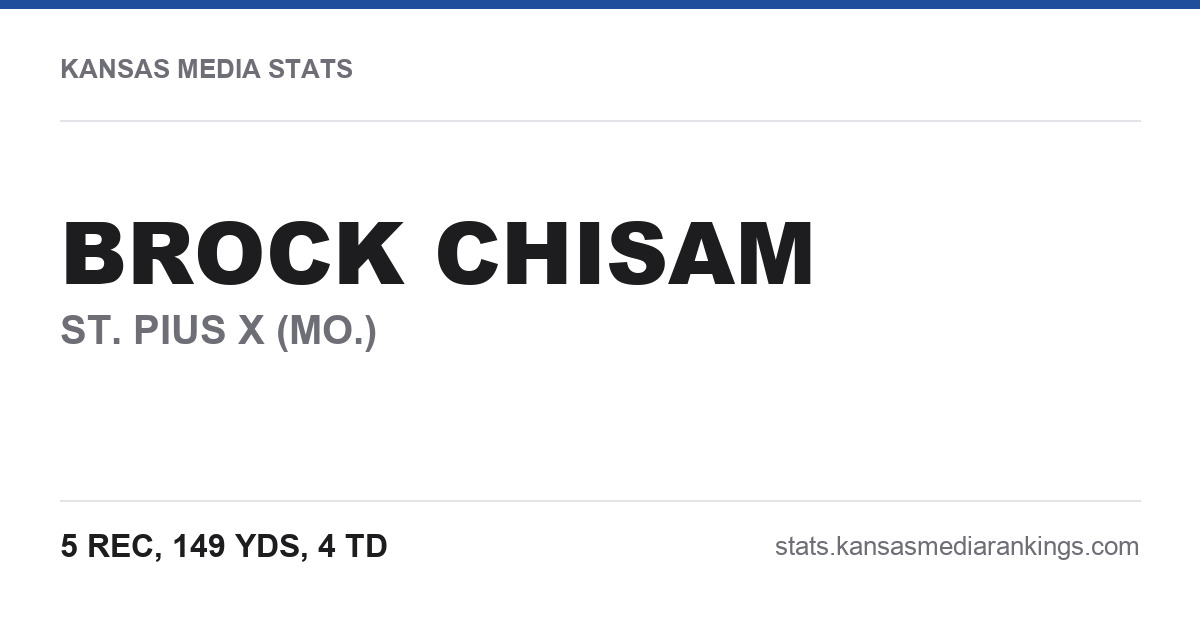 KANSAS MEDIA STATS
BROCK CHISAM
ST. PIUS X (MO.)
5 REC, 149 YDS, 4 TD
stats.kansasmediarankings.com